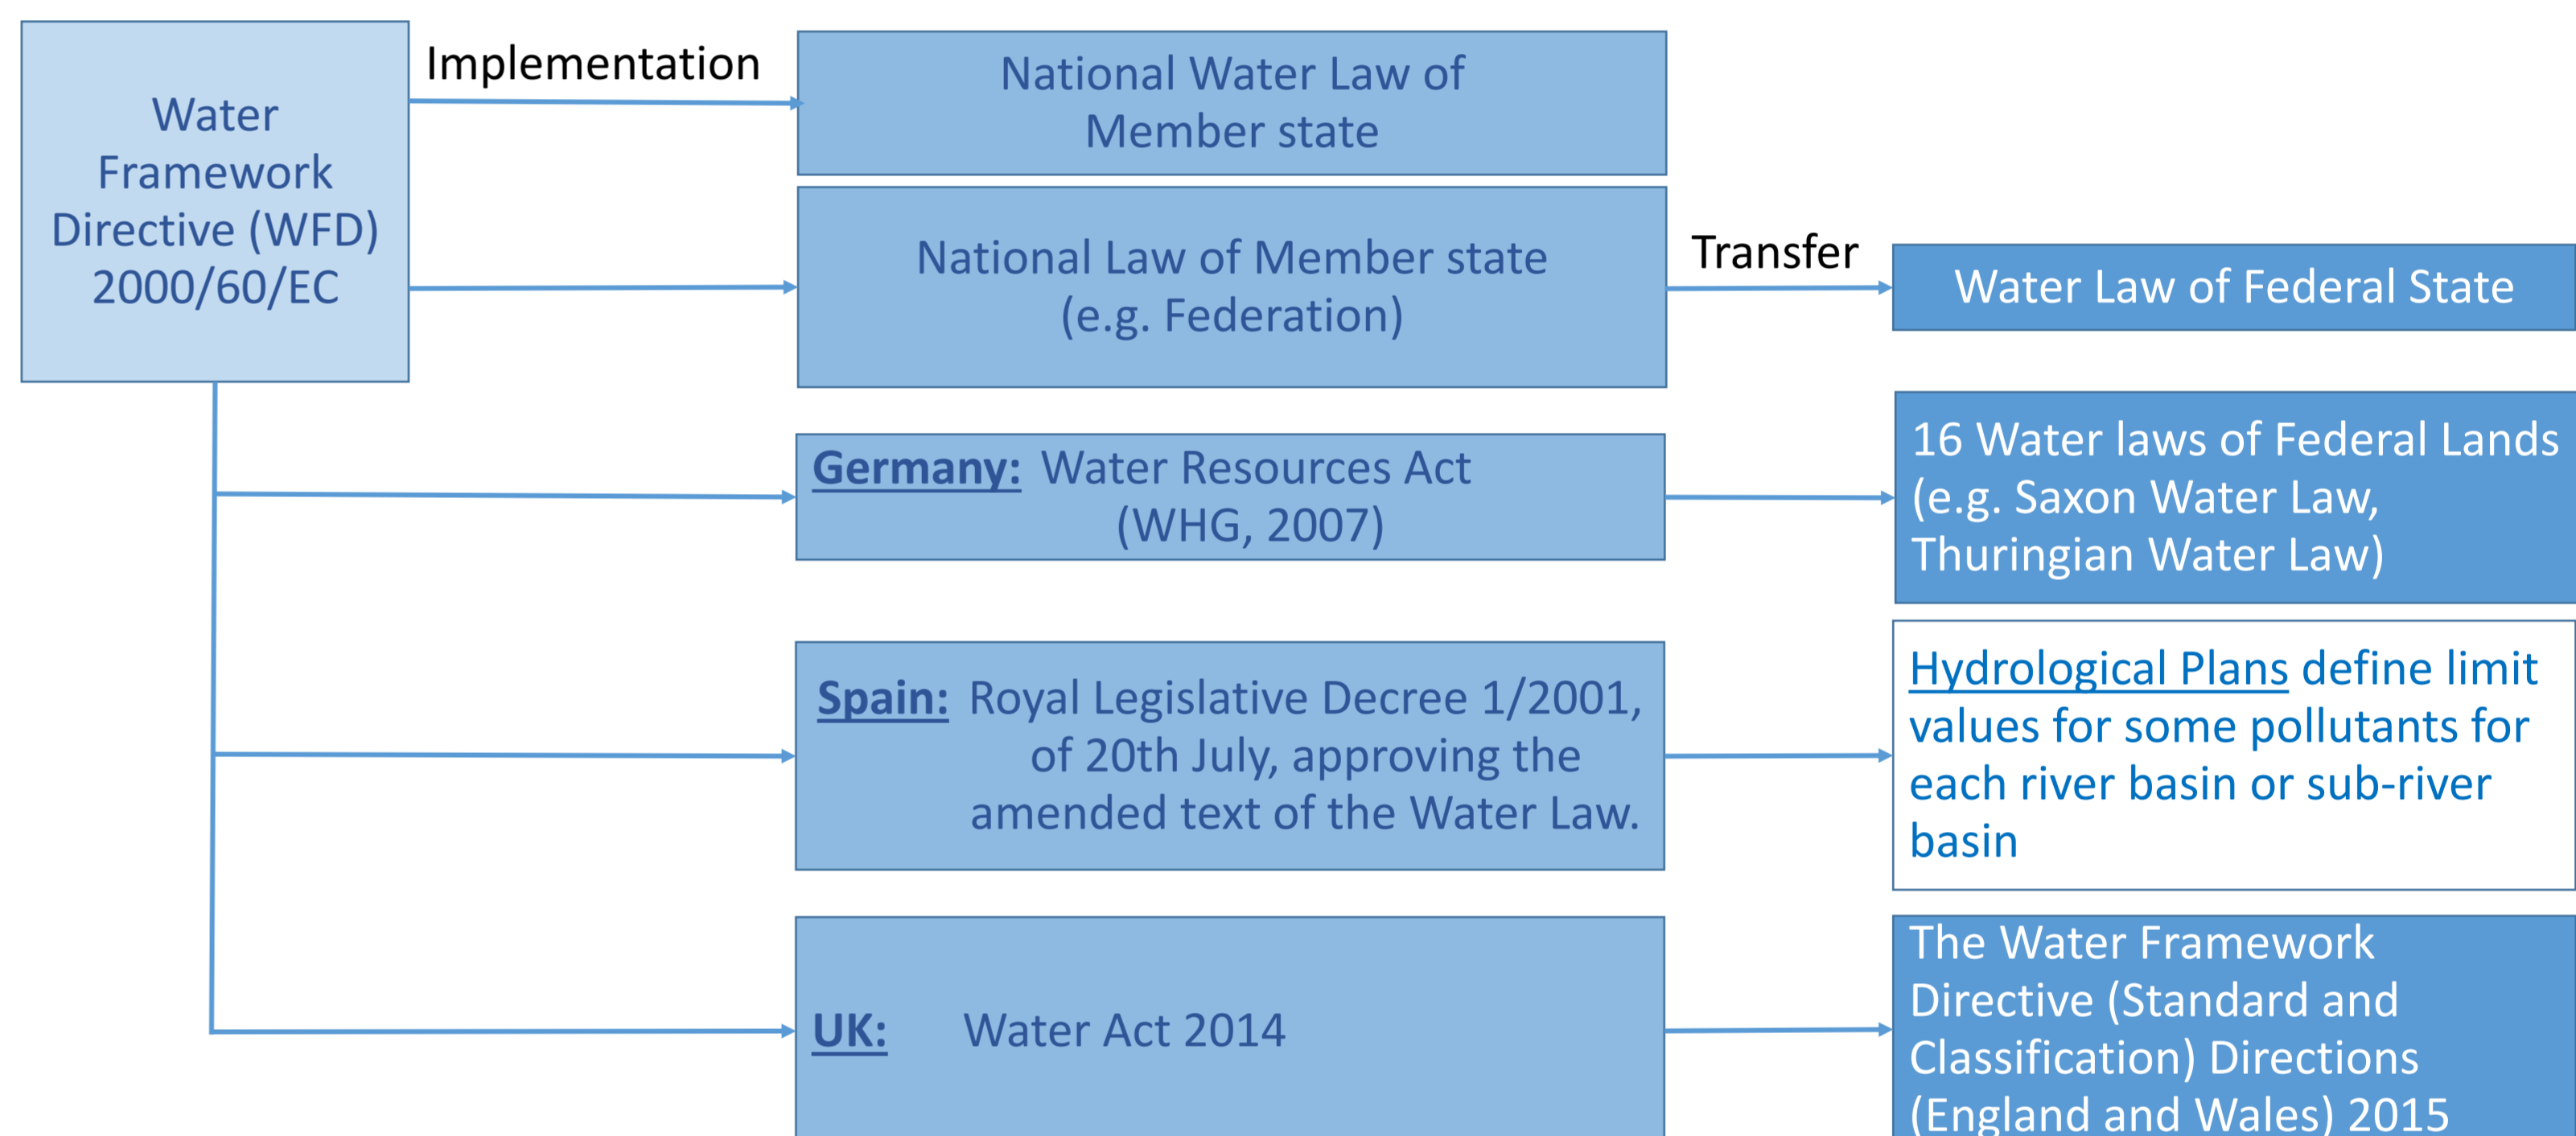 Water
Framework
Directive (WFD)
2000/60/EC
Implementation
National Water Law of
Member state
National Law of Member state
(e.g. Federation)
Transfer
Water Law of Federal State
Germany: Water Resources Act
(WHG, 2007)
16 Water laws of Federal Lands
(e.g. Saxon Water Law,
Thuringian Water Law)
Spain: Royal Legislative Decree 1/2001,
of 20th July, approving the
amended text of the Water Law.
Hydrological Plans define limit
values for some pollutants for
each river basin or sub-river
basin
UK: Water Act 2014
The Water Framework
Directive (Standard and
Classification) Directions
(England and Wales) 2015